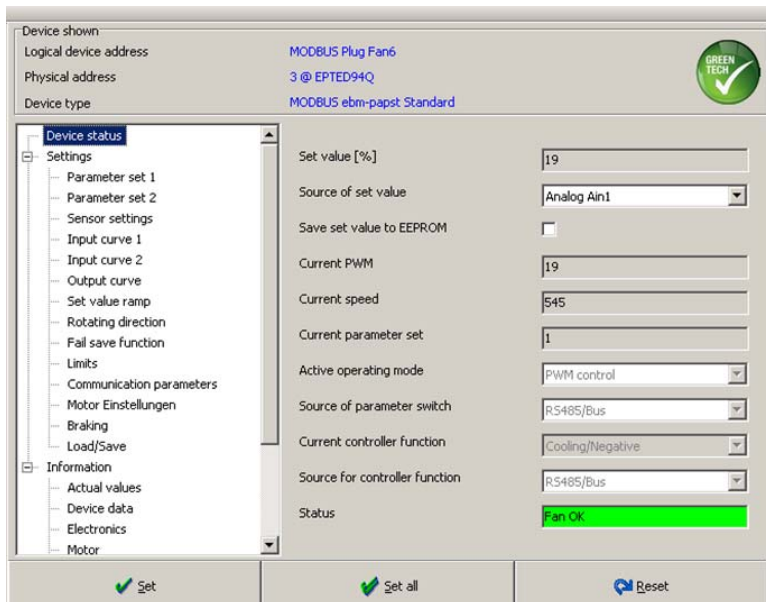 Device shown
Logical device address MODBUS Plug Fan6
Physical address 3 @ EPTED94Q
Device type MODBUS ebm-papst Standard
GREEN
TECH
Device status
Settings
Parameter set 1
Parameter set 2
Sensor settings
Input curve 1
Input curve 2
Output curve
Set value ramp
Rotating direction
Fail save function
Limits
Communication parameters
Motor Einstellungen
Braking
Load/Save
Information
Actual values
Device data
Electronics
Motor
Set value [%] 19
Source of set value Analog Ain1
Save set value to EEPROM
Current PWM 19
Current speed 545
Current parameter set 1
Active operating mode PWM control
Source of parameter switch RS485/Bus
Current controller function Cooling/Negative
Source for controller function RS485/Bus
Status Fan OK
Set Set all Reset